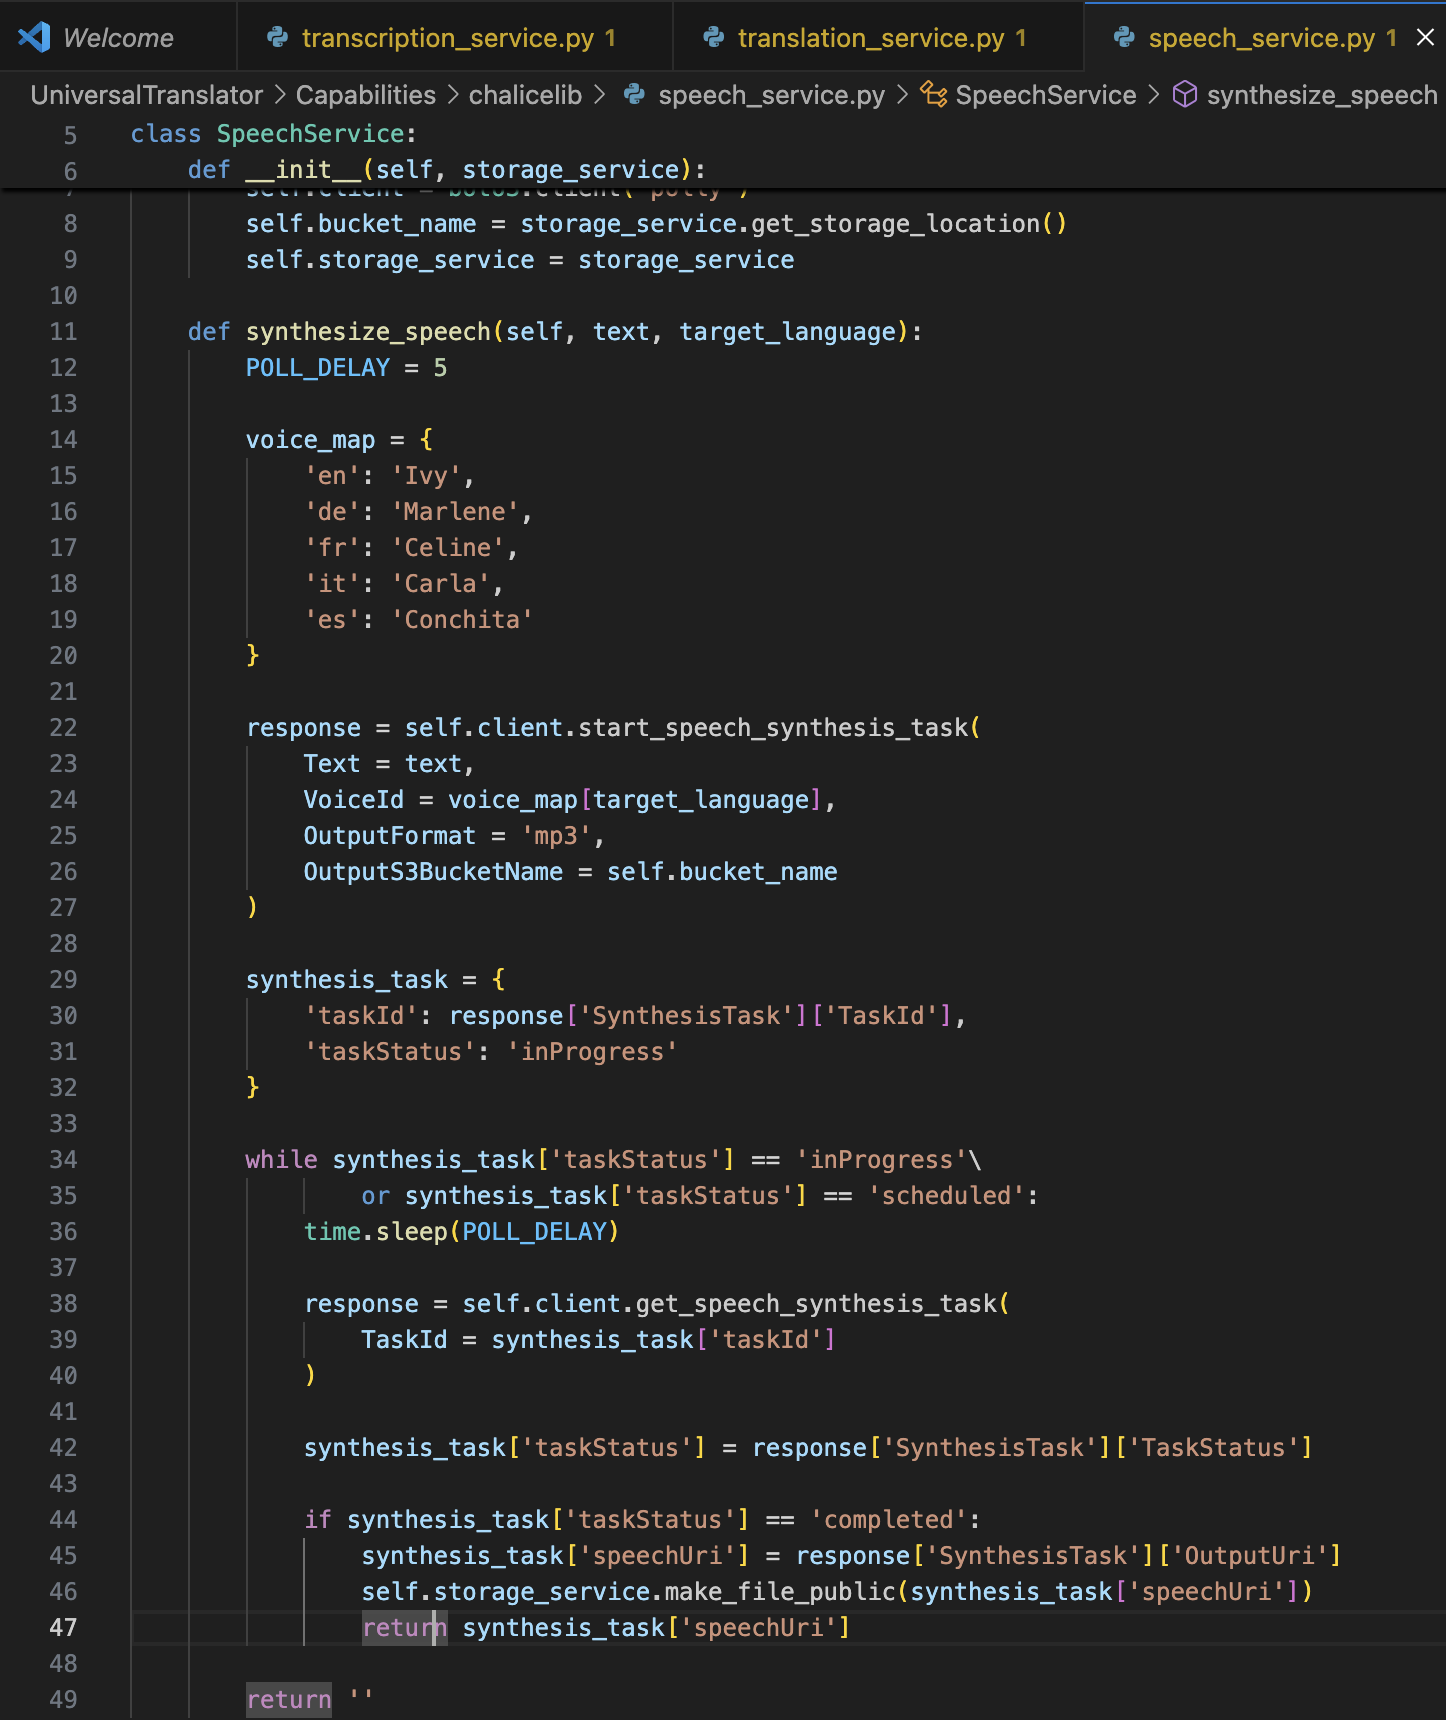 Welcome
transcription_service.py 1
translation_service.py 1
speech_service.py 1
UniversalTranslator > Capabilities > chalicelib > speech_service.py > SpeechService > synthesize_speech
5 class SpeechService:
6     def __init__(self, storage_service):
7         self.client = boto3.client('polly')
8         self.bucket_name = storage_service.get_storage_location()
9         self.storage_service = storage_service
10
11     def synthesize_speech(self, text, target_language):
12         POLL_DELAY = 5
13
14         voice_map = {
15             'en': 'Ivy',
16             'de': 'Marlene',
17             'fr': 'Celine',
18             'it': 'Carla',
19             'es': 'Conchita'
20         }
21
22         response = self.client.start_speech_synthesis_task(
23             Text = text,
24             VoiceId = voice_map[target_language],
25             OutputFormat = 'mp3',
26             OutputS3BucketName = self.bucket_name
27         )
28
29         synthesis_task = {
30             'taskId': response['SynthesisTask']['TaskId'],
31             'taskStatus': 'inProgress'
32         }
33
34         while synthesis_task['taskStatus'] == 'inProgress'\
35                 or synthesis_task['taskStatus'] == 'scheduled':
36             time.sleep(POLL_DELAY)
37
38             response = self.client.get_speech_synthesis_task(
39                 TaskId = synthesis_task['taskId']
40             )
41
42             synthesis_task['taskStatus'] = response['SynthesisTask']['TaskStatus']
43
44             if synthesis_task['taskStatus'] == 'completed':
45                 synthesis_task['speechUri'] = response['SynthesisTask']['OutputUri']
46                 self.storage_service.make_file_public(synthesis_task['speechUri'])
47                 return synthesis_task['speechUri']
48
49         return ''